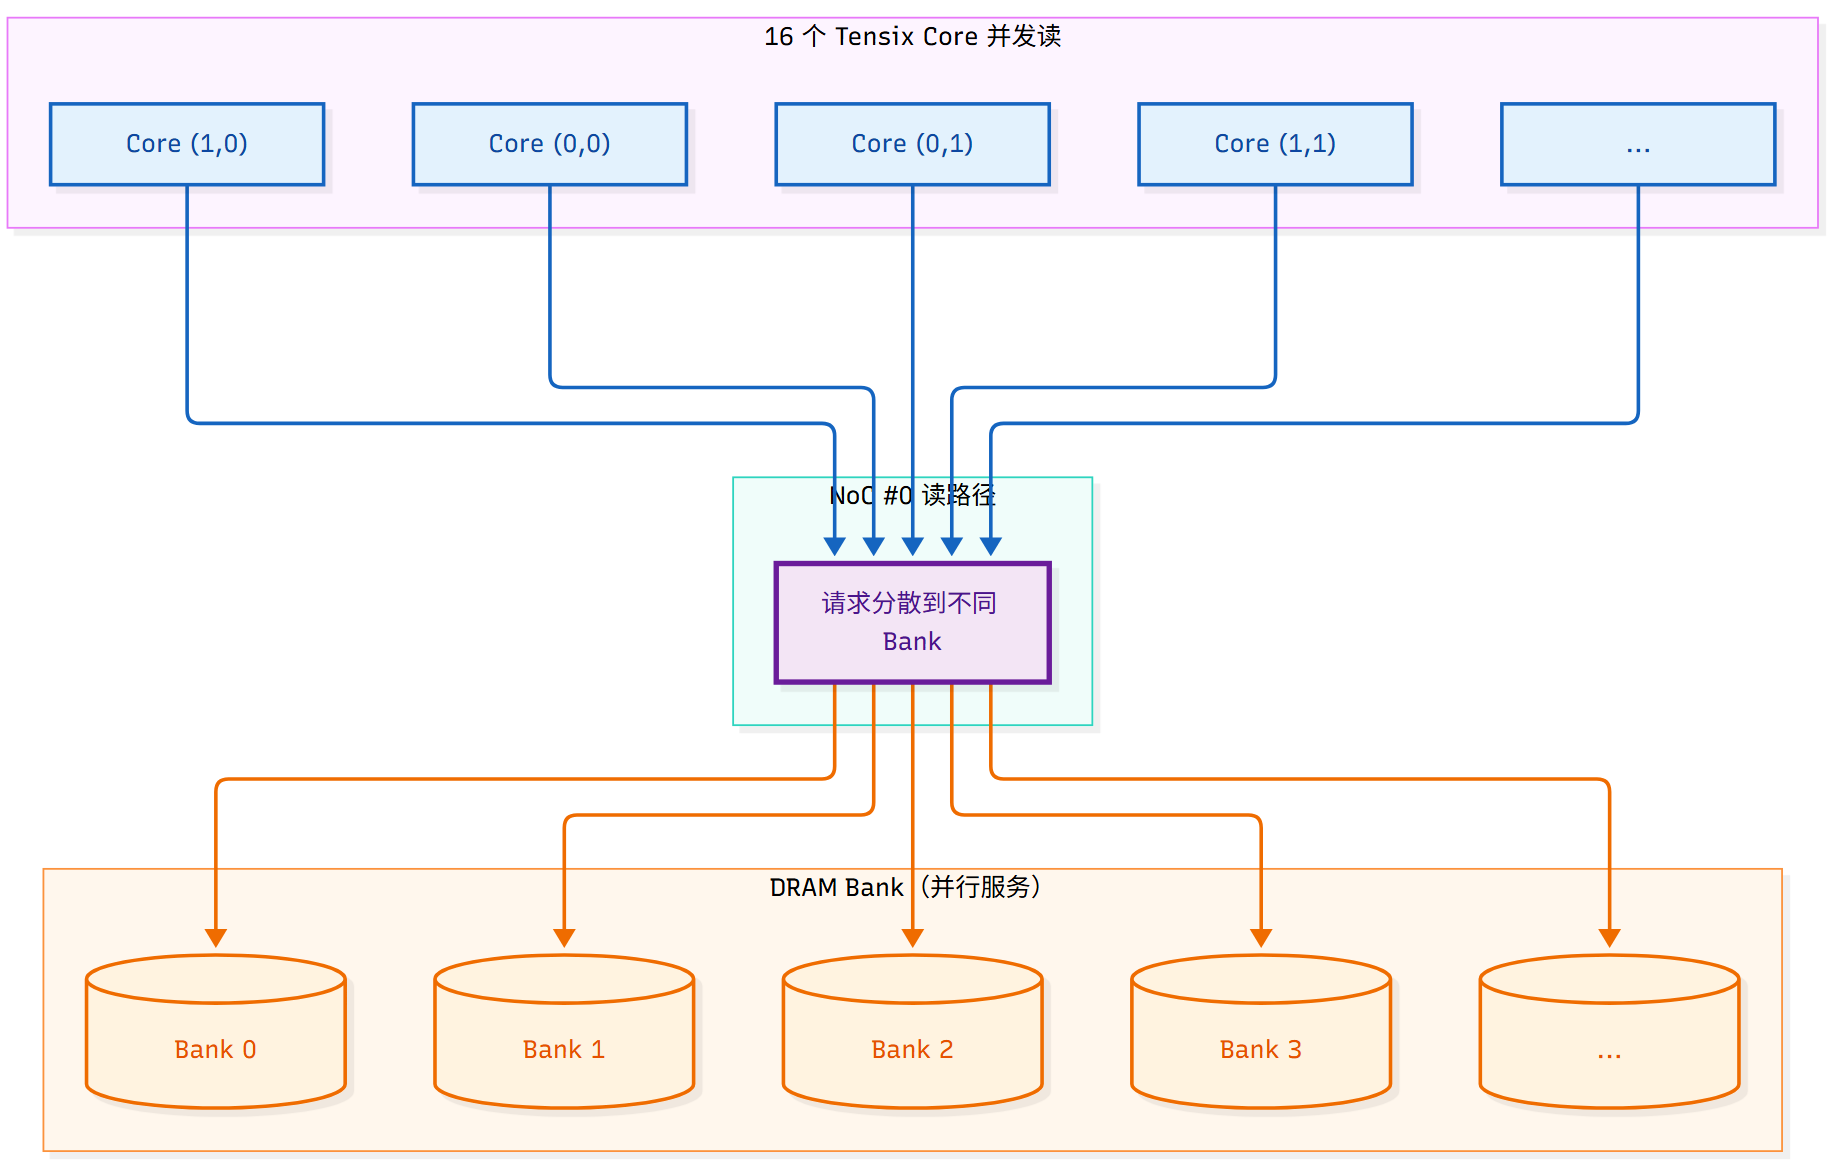 16 个 Tensix Core 并发读
Core (1,0)
Core (0,0)
Core (0,1)
Core (1,1)
...
NoC #0 读路径
请求分散到不同
Bank
DRAM Bank（并行服务）
Bank 0
Bank 1
Bank 2
Bank 3
...